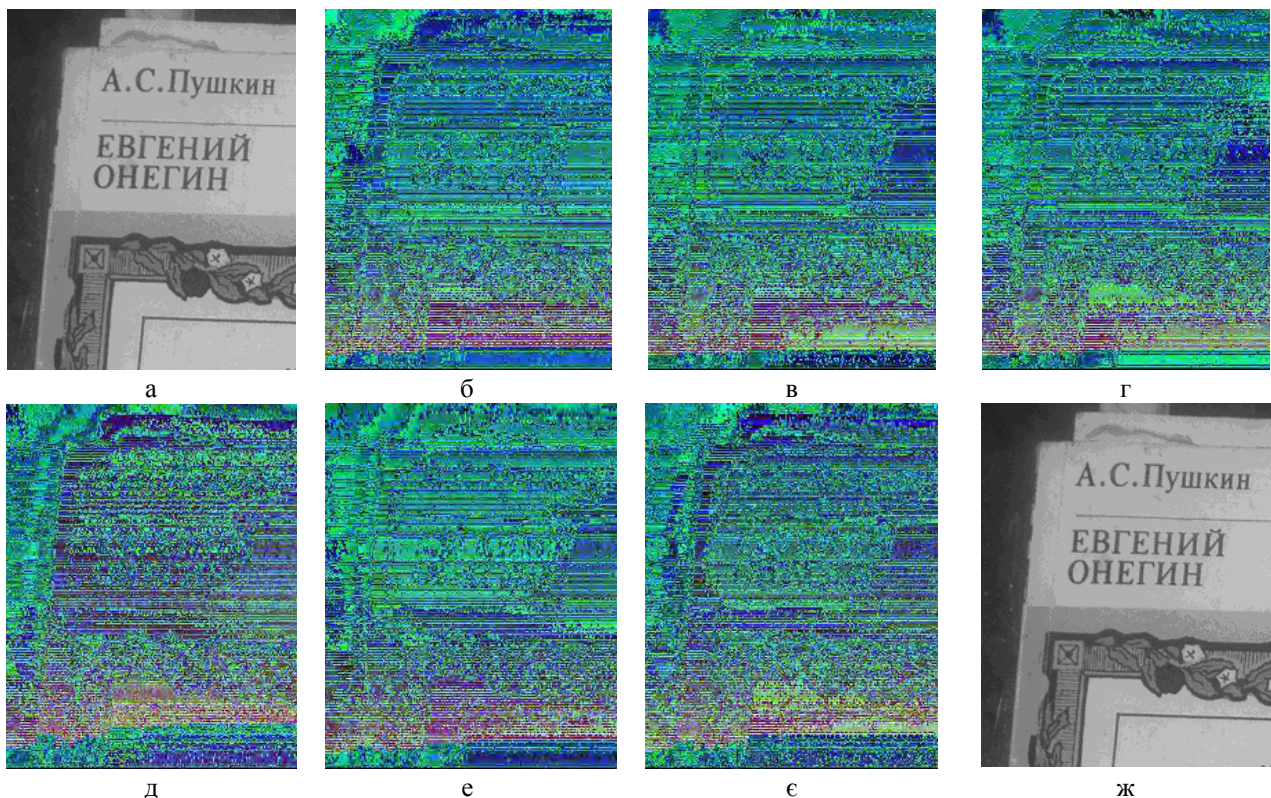 А.С.Пушкин
ЕВГЕНИЙ
ОНЕГИН
а
б
в
г
А.С.Пушкин
ЕВГЕНИЙ
ОНЕГИН
д
е
є
ж